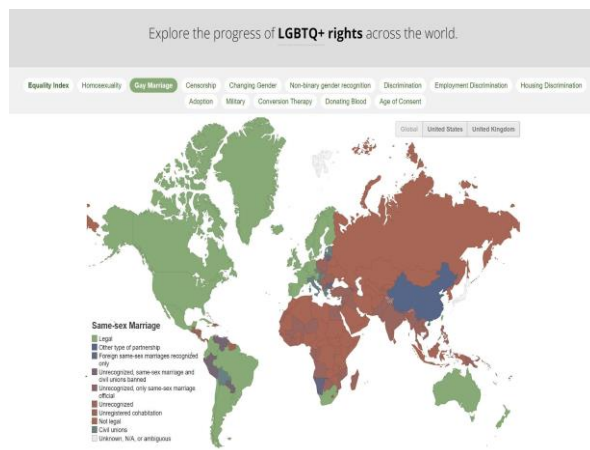 Explore the progress of LGBTQ+ rights across the world.
Equality Index Homosexuality Gay Marriage Censorship Changing Gender Non-binary gender recognition Discrimination Employment Discrimination Housing Discrimination
Adoption Military Conversion Therapy Donating Blood Age of Consent
Global United States United Kingdom
Same-sex Marriage
Legal
Other type of partnership
Foreign same-sex marriages recognized
only
Unrecognized, same-sex marriage and
civil unions banned
Unrecognized, only same-sex marriage
official
Unrecognized
Unregistered cohabitation
Not legal
Civil unions
Unknown, N/A, or ambiguous